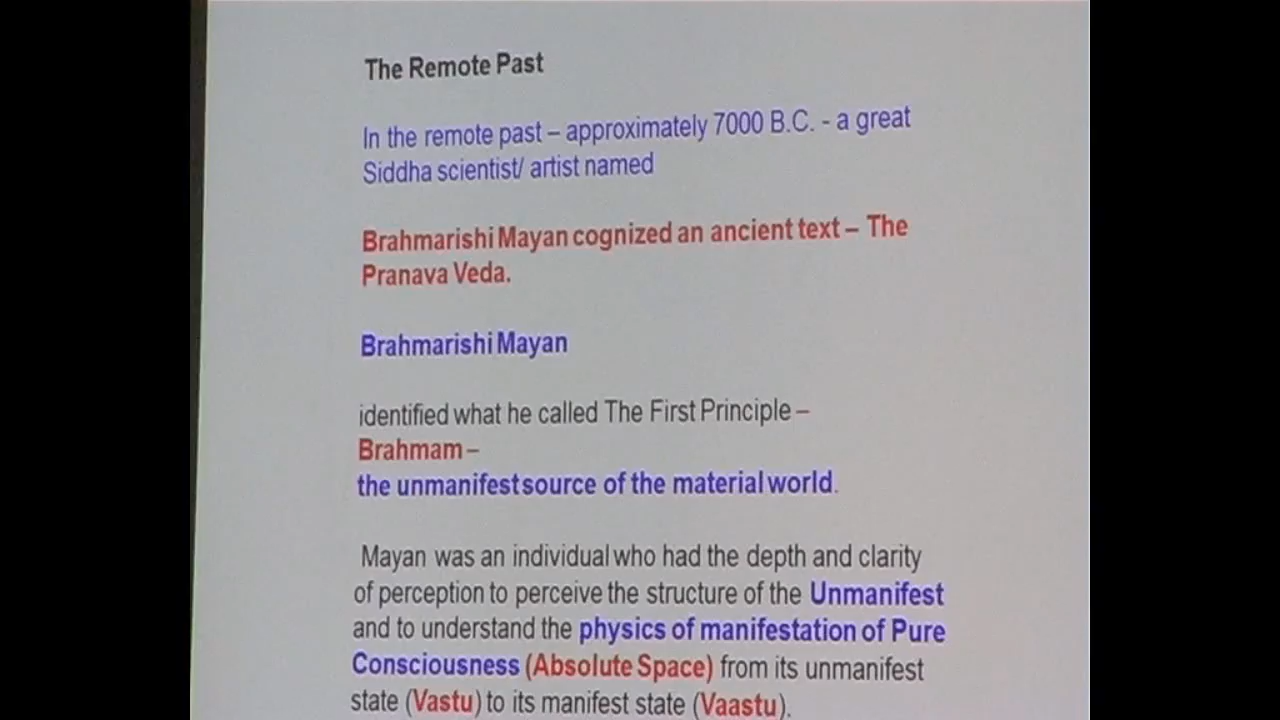 The Remote Past
In the remote past – approximately 7000 B.C. - a great
Siddha scientist/ artist named
Brahmarishi Mayan cognized an ancient text – The
Pranava Veda.
Brahmarishi Mayan
identified what he called The First Principle –
Brahmam –
the unmanifest source of the material world.
Mayan was an individual who had the depth and clarity
of perception to perceive the structure of the Unmanifest
and to understand the physics of manifestation of Pure
Consciousness (Absolute Space) from its unmanifest
state (Vastu) to its manifest state (Vaastu).